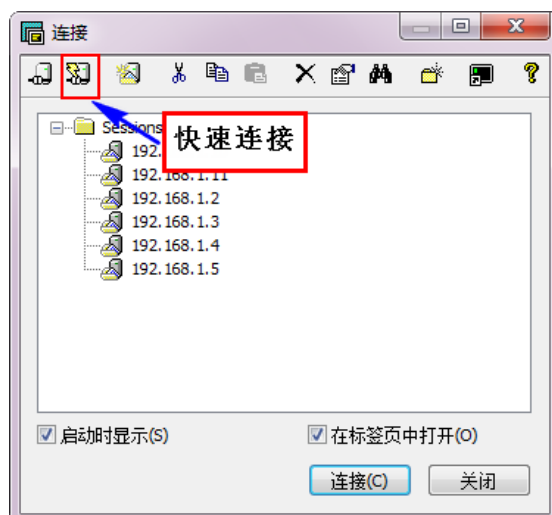 连接
Sessions
快速连接
192.
192.168.1.11
192.168.1.2
192.168.1.3
192.168.1.4
192.168.1.5
启动时显示(S)
在标签页中打开(O)
连接(C)
关闭